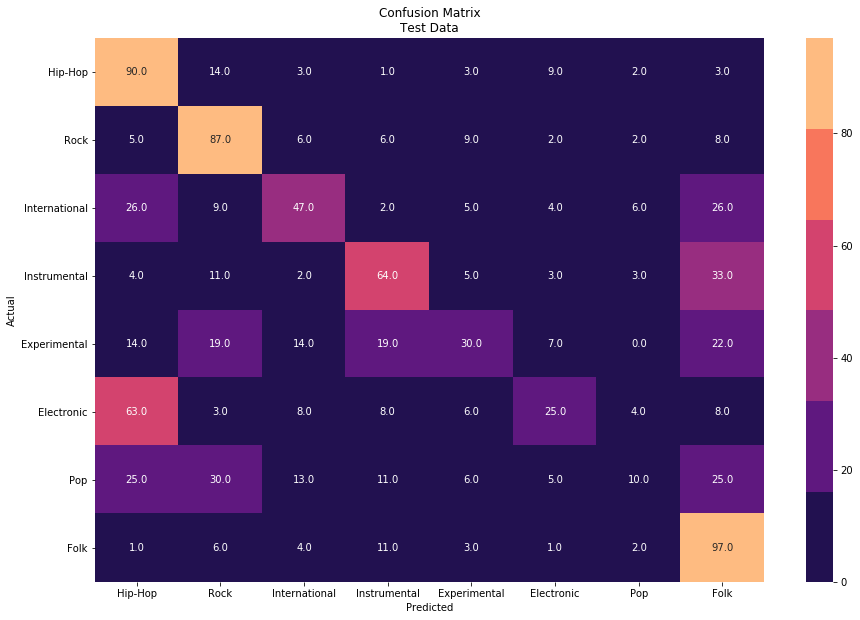 Confusion Matrix
Test Data
Hip-Hop 90.0 14.0 3.0 1.0 3.0 9.0 2.0 3.0
Rock 5.0 87.0 6.0 6.0 9.0 2.0 2.0 8.0
International 26.0 9.0 47.0 2.0 5.0 4.0 6.0 26.0
Instrumental 4.0 11.0 2.0 64.0 5.0 3.0 3.0 33.0
Experimental 14.0 19.0 14.0 19.0 30.0 7.0 0.0 22.0
Electronic 63.0 3.0 8.0 8.0 6.0 25.0 4.0 8.0
Pop 25.0 30.0 13.0 11.0 6.0 5.0 10.0 25.0
Folk 1.0 6.0 4.0 11.0 3.0 1.0 2.0 97.0
Hip-Hop Rock International Instrumental Experimental Electronic Pop Folk
Predicted
Actual
80
60
40
20
0